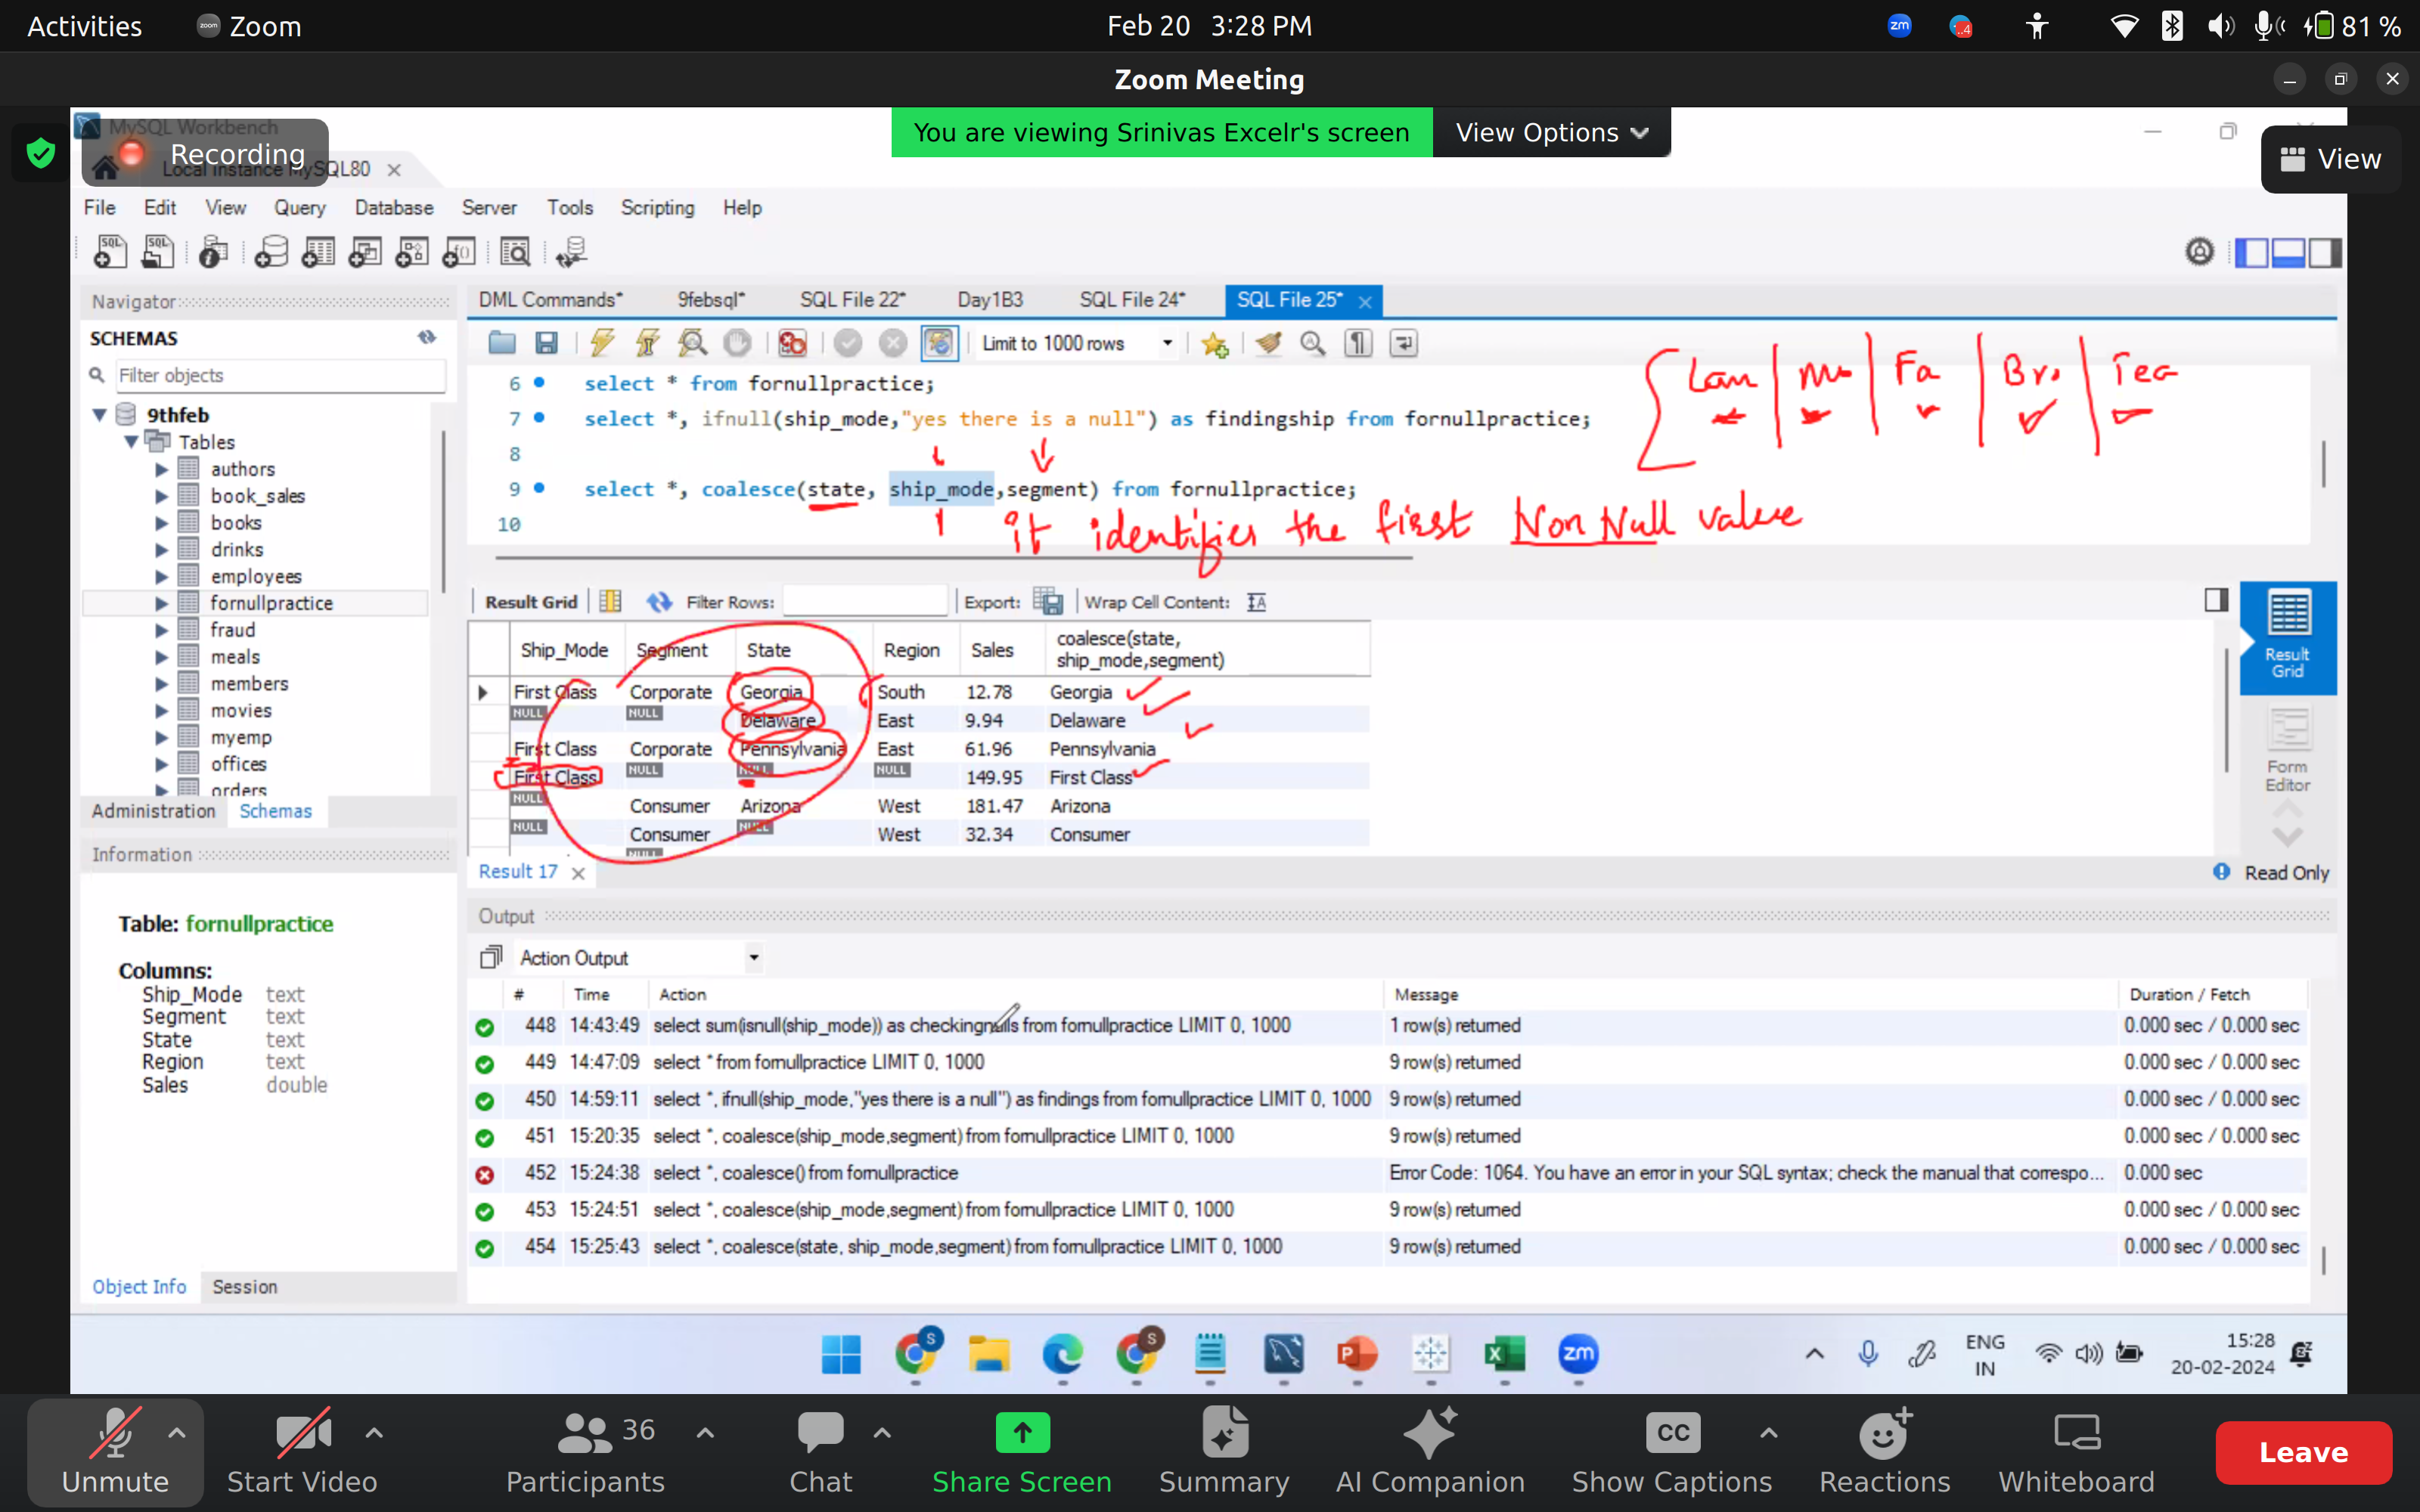 Activities Zoom Feb 20 3:28 PM 81 %
Zoom Meeting
MySQL Workbench
Recording
You are viewing Srinivas Excelr's screen View Options
View
Local instance MySQL80
File Edit View Query Database Server Tools Scripting Help
Navigator
SCHEMAS
Filter objects
9thfeb
Tables
authors
book_sales
books
drinks
employees
fornullpractice
fraud
meals
members
movies
myemp
offices
orders
Administration Schemas
Information
Table: fornullpractice
Columns:
Ship_Mode text
Segment text
State text
Region text
Sales double
Object Info Session
DML Commands* 9febsql* SQL File 22* Day1B3 SQL File 24* SQL File 25*
Limit to 1000 rows
6 select * from fornullpractice;
7 select *, ifnull(ship_mode,"yes there is a null") as findingship from fornullpractice;
8
9 select *, coalesce(state, ship_mode,segment) from fornullpractice;
10
Fa
it identifies the first Non Null value
Result Grid Filter Rows: Export: Wrap Cell Content:
Ship_Mode Segment State Region Sales coalesce(state,
ship_mode,segment)
First Class Corporate Georgia South 12.78 Georgia
NULL NULL Delaware East 9.94 Delaware
First Class Corporate Pennsylvania East 61.96 Pennsylvania
First Class NULL NULL NULL 149.95 First Class
NULL Consumer Arizona West 181.47 Arizona
NULL Consumer NULL West 32.34 Consumer
NULL
Result
Grid
Form
Editor
Result 17 Read Only
Output
Action Output
# Time Action Message Duration / Fetch
448 14:43:49 select sum(isnull(ship_mode)) as checkingnulls from fornullpractice LIMIT 0, 1000 1 row(s) returned 0.000 sec / 0.000 sec
449 14:47:09 select * from fornullpractice LIMIT 0, 1000 9 row(s) returned 0.000 sec / 0.000 sec
450 14:59:11 select *, ifnull(ship_mode,"yes there is a null") as findings from fornullpractice LIMIT 0, 1000 9 row(s) returned 0.000 sec / 0.000 sec
451 15:20:35 select *, coalesce(ship_mode,segment) from fornullpractice LIMIT 0, 1000 9 row(s) returned 0.000 sec / 0.000 sec
452 15:24:38 select *, coalesce() from fornullpractice Error Code: 1064. You have an error in your SQL syntax; check the manual that correspo... 0.000 sec
453 15:24:51 select *, coalesce(ship_mode,segment) from fornullpractice LIMIT 0, 1000 9 row(s) returned 0.000 sec / 0.000 sec
454 15:25:43 select *, coalesce(state, ship_mode,segment) from fornullpractice LIMIT 0, 1000 9 row(s) returned 0.000 sec / 0.000 sec
ENG
IN
15:28
20-02-2024
36
Unmute Start Video Participants Chat Share Screen Summary AI Companion CC Show Captions Reactions Whiteboard Leave